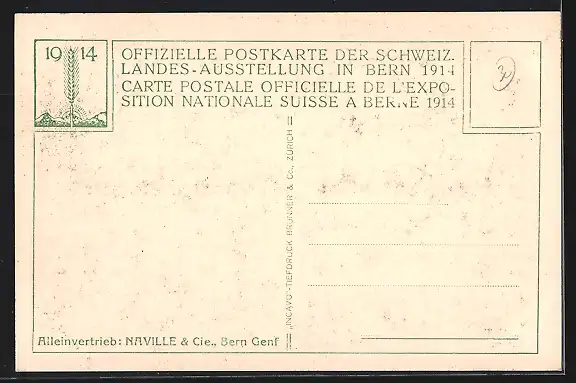 19 14
OFFIZIELLE POSTKARTE DER SCHWEIZ.
LANDES-AUSSTELLUNG IN BERN 1914
CARTE POSTALE OFFICIELLE DE L'EXPO-
SITION NATIONALE SUISSE A BERNE 1914
„INCAVO"-TIEFDRUCK BRUNNER & Co., ZÜRICH
Alleinvertrieb: NAVILLE & Cie., Bern Genf